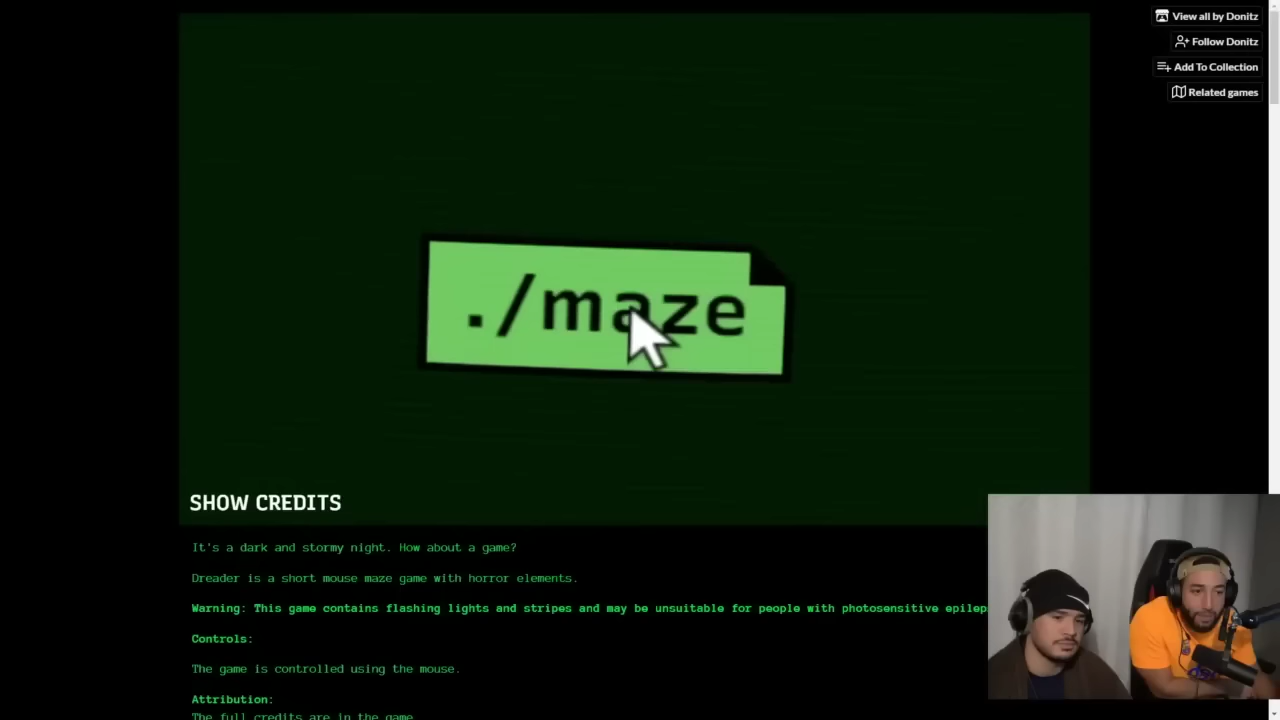 View all by Donitz
Follow Donitz
Add To Collection
Related games
./maze
SHOW CREDITS
It's a dark and stormy night. How about a game?
Dreader is a short mouse maze game with horror elements.
Warning: This game contains flashing lights and stripes and may be unsuitable for people with photosensitive
Controls:
The game is controlled using the mouse.
Attribution:
The full credits are in the game